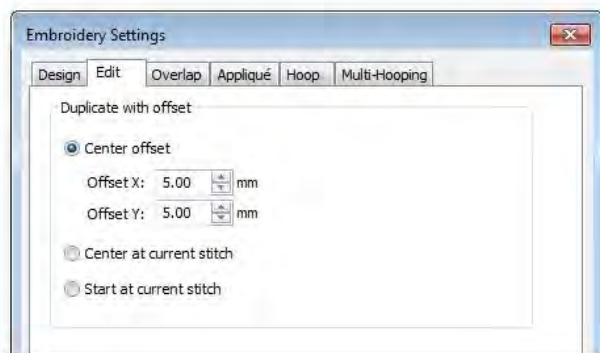 Embroidery Settings
Design Edit Overlap Appliqué Hoop Multi-Hooping
Duplicate with offset
Center offset
Offset X: 5.00 mm
Offset Y: 5.00 mm
Center at current stitch
Start at current stitch